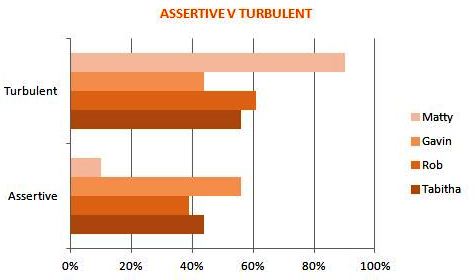 ASSERTIVE V TURBULENT
Turbulent
Assertive
Matty
Gavin
Rob
Tabitha
0% 20% 40% 60% 80% 100%